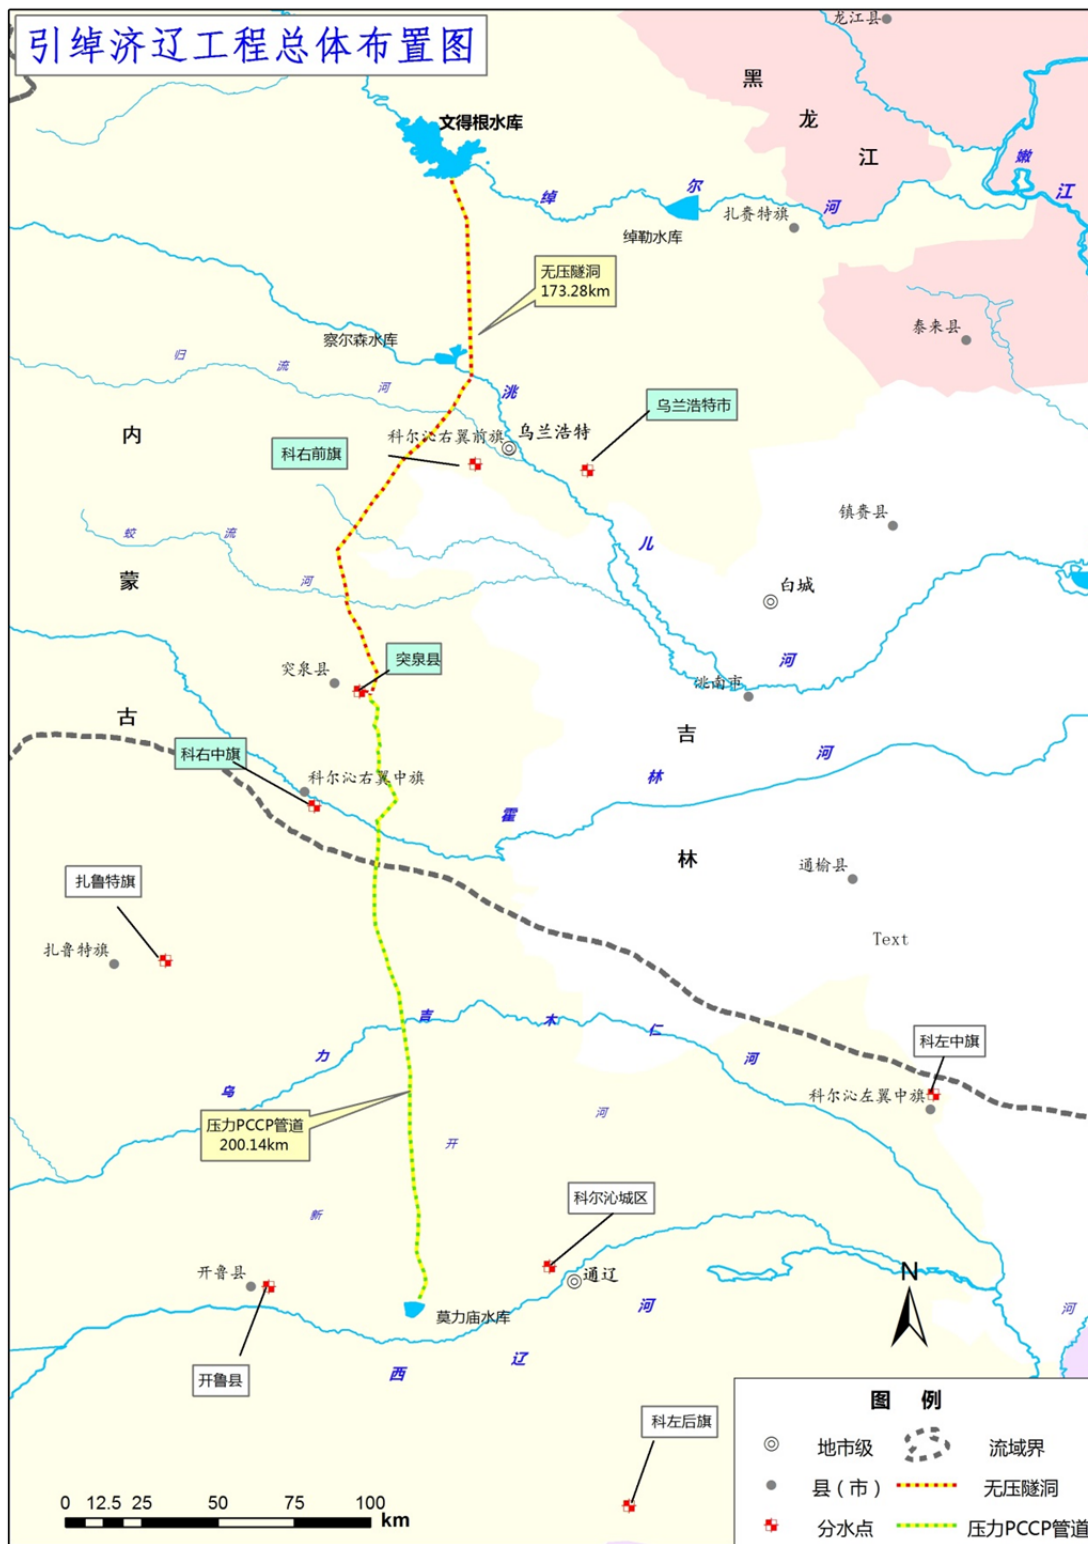 引绰济辽工程总体布置图
龙江县
黑
龙
江
嫩
江
文得根水库
绰
尔
河
扎赉特旗
绰勒水库
无压隧洞
173.28km
泰来县
察尔森水库
归
流
河
洮
乌兰浩特市
内
科尔沁右翼前旗
乌兰浩特
科右前旗
镇赉县
蛟
流
河
儿
蒙
白城
河
突泉县
突泉县
洮南市
古
吉
科右中旗
河
林
科尔沁右翼中旗
霍
林
通榆县
扎鲁特旗
扎鲁特旗
Text
吉
木
仁
河
力
乌
科左中旗
科尔沁左翼中旗
压力PCCP管道
200.14km
河
开
新
科尔沁城区
开鲁县
通辽
N
莫力庙水库
河
河
辽
西
开鲁县
科左后旗
图 例
地市级
流域界
县（市）
无压隧洞
分水点
压力PCCP管道
0 12.5 25 50 75 100
km